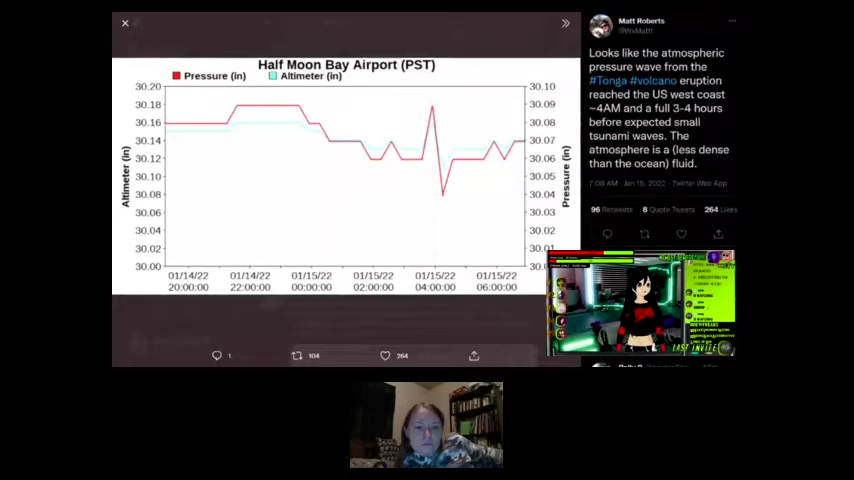 Half Moon Bay Airport (PST)
Pressure (in) Altimeter (in)
30.20 30.10
30.18 30.09
30.16 30.08
30.14 30.07
30.12 30.06
30.10 30.05
30.08 30.04
30.06 30.03
30.04 30.02
30.02 30.01
30.00
Altimeter (in)
Pressure (in)
01/14/22 01/14/22 01/15/22 01/15/22 01/15/22 01/15/22
20:00:00 22:00:00 00:00:00 02:00:00 04:00:00 06:00:00
1 104 264
Matt Roberts
@WxMattr
Looks like the atmospheric
pressure wave from the
#Tonga #volcano eruption
reached the US west coast
~4AM and a full 3-4 hours
before expected small
tsunami waves. The
atmosphere is a (less dense
than the ocean) fluid.
7:08 AM · Jan 15, 2022 · Twitter Web App
96 Retweets 8 Quote Tweets 264 Likes
LAST INVITE